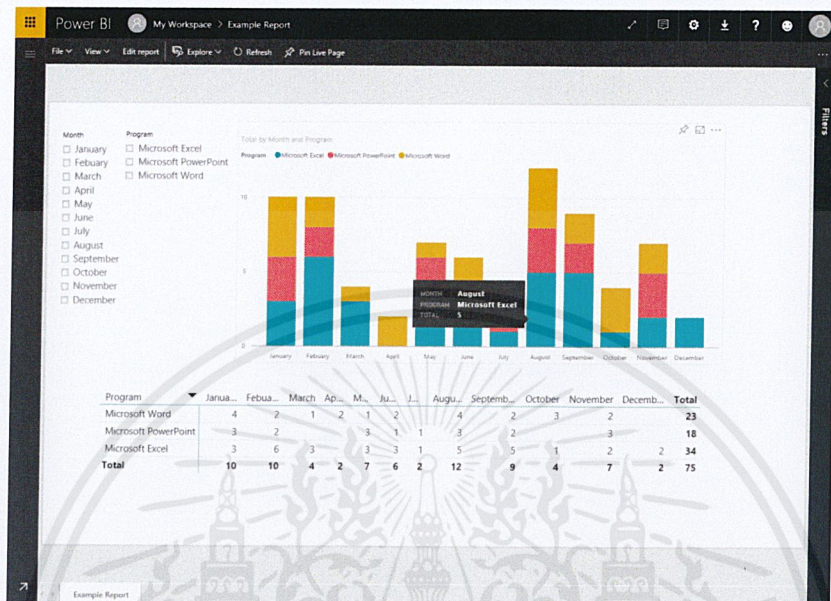 Power BI My Workspace > Example Report
File View Edit report Explore Refresh Pin Live Page
Filters
Month
January
Febuary
March
April
May
June
July
August
September
October
November
December
Program
Microsoft Excel
Microsoft PowerPoint
Microsoft Word
Total by Month and Program
Program Microsoft Excel Microsoft PowerPoint Microsoft Word
10
5
0
MONTH August
PROGRAM Microsoft Excel
TOTAL 5
January Febuary March April May June July August September October November December
Program Janua... Febua... March Ap... M... Ju... J... Augu... Septemb... October November Decemb... Total
Microsoft Word 4 2 1 2 1 2 4 2 3 2 23
Microsoft PowerPoint 3 2 3 1 1 3 2 3 18
Microsoft Excel 3 6 3 3 3 1 5 5 1 2 2 34
Total 10 10 4 2 7 6 2 12 9 4 7 2 75
Example Report